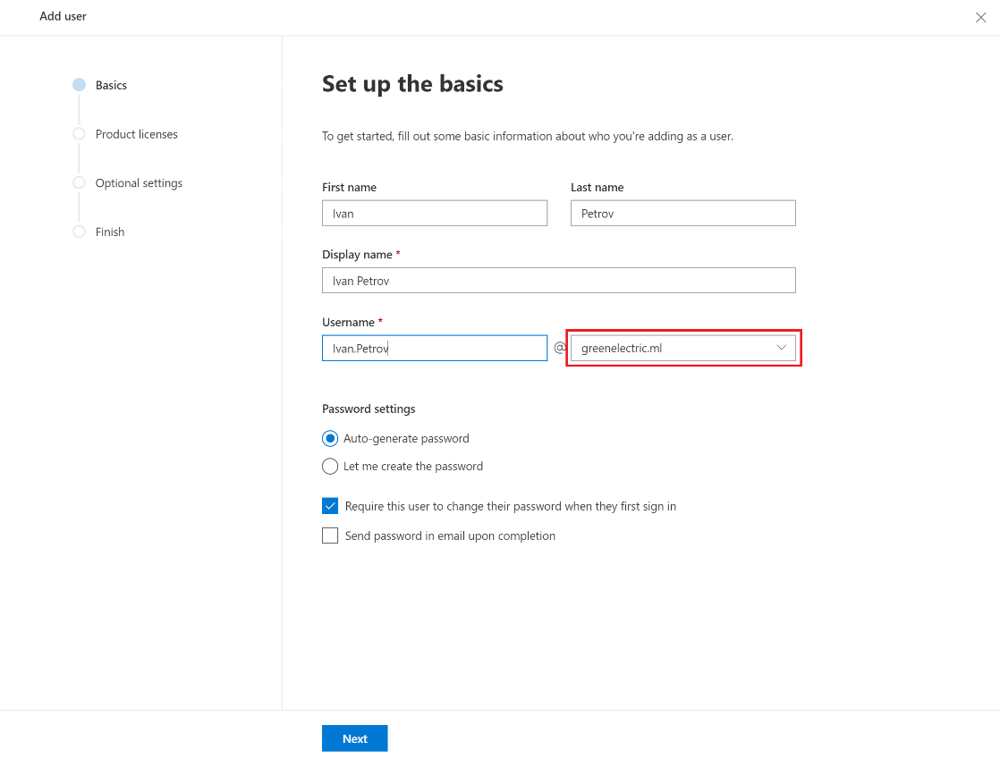 Add user
Basics
Product licenses
Optional settings
Finish
Set up the basics
To get started, fill out some basic information about who you're adding as a user.
First name
Last name
Ivan
Petrov
Display name *
Ivan Petrov
Username *
Ivan.Petrov @ greenelectric.ml
Password settings
Auto-generate password
Let me create the password
Require this user to change their password when they first sign in
Send password in email upon completion
Next